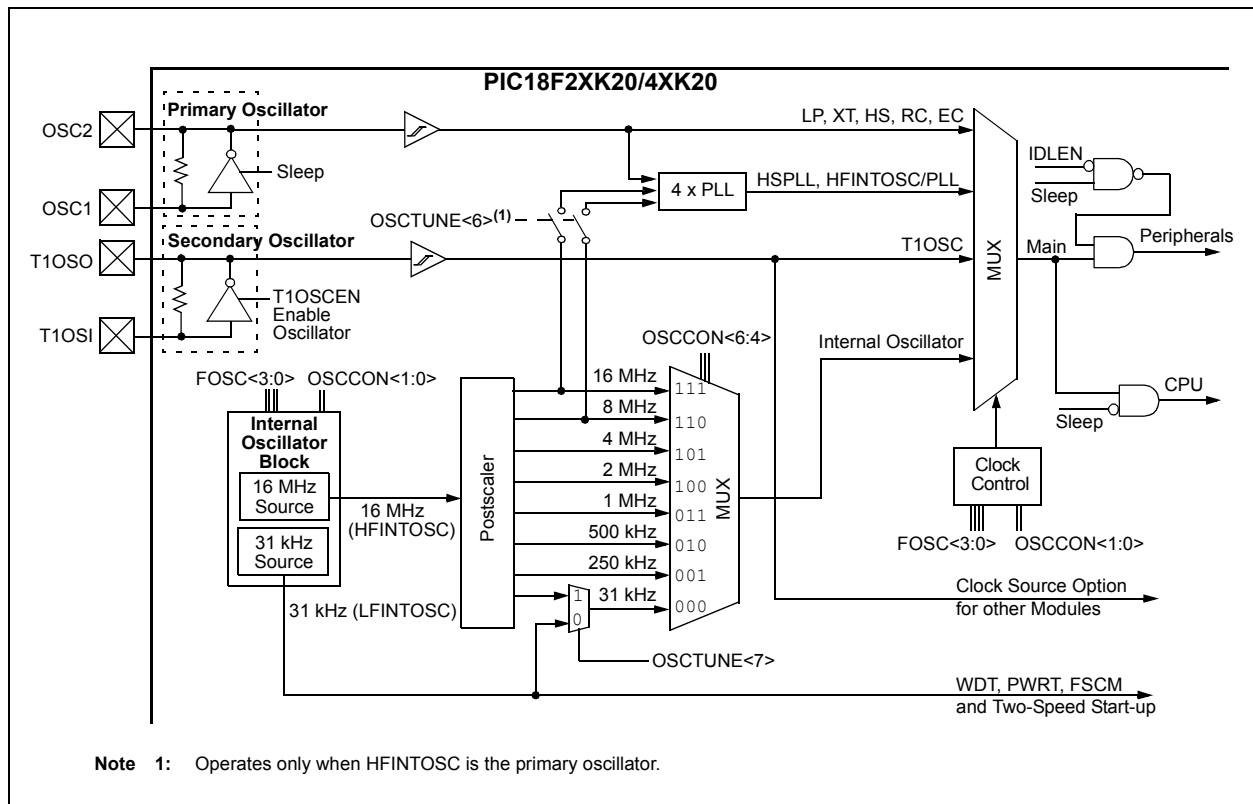 PIC18F2XK20/4XK20
Primary Oscillator
OSC2
Sleep
OSC1
LP, XT, HS, RC, EC
4 x PLL
HSPLL, HFINTOSC/PLL
OSCTUNE<6>(1)
Secondary Oscillator
T1OSO
T1OSCEN
Enable
Oscillator
T1OSI
T1OSC
MUX
IDLEN
Sleep
Main
Peripherals
Internal Oscillator
CPU
Sleep
Clock
Control
FOSC<3:0>
OSCCON<1:0>
FOSC<3:0>
OSCCON<1:0>
Internal
Oscillator
Block
16 MHz
Source
31 kHz
Source
16 MHz
(HFINTOSC)
31 kHz (LFINTOSC)
Postscaler
OSCCON<6:4>
16 MHz
111
8 MHz
110
4 MHz
101
2 MHz
100
1 MHz
011
500 kHz
010
250 kHz
001
31 kHz
000
MUX
1
0
OSCTUNE<7>
Clock Source Option
for other Modules
WDT, PWRT, FSCM
and Two-Speed Start-up
Note 1: Operates only when HFINTOSC is the primary oscillator.